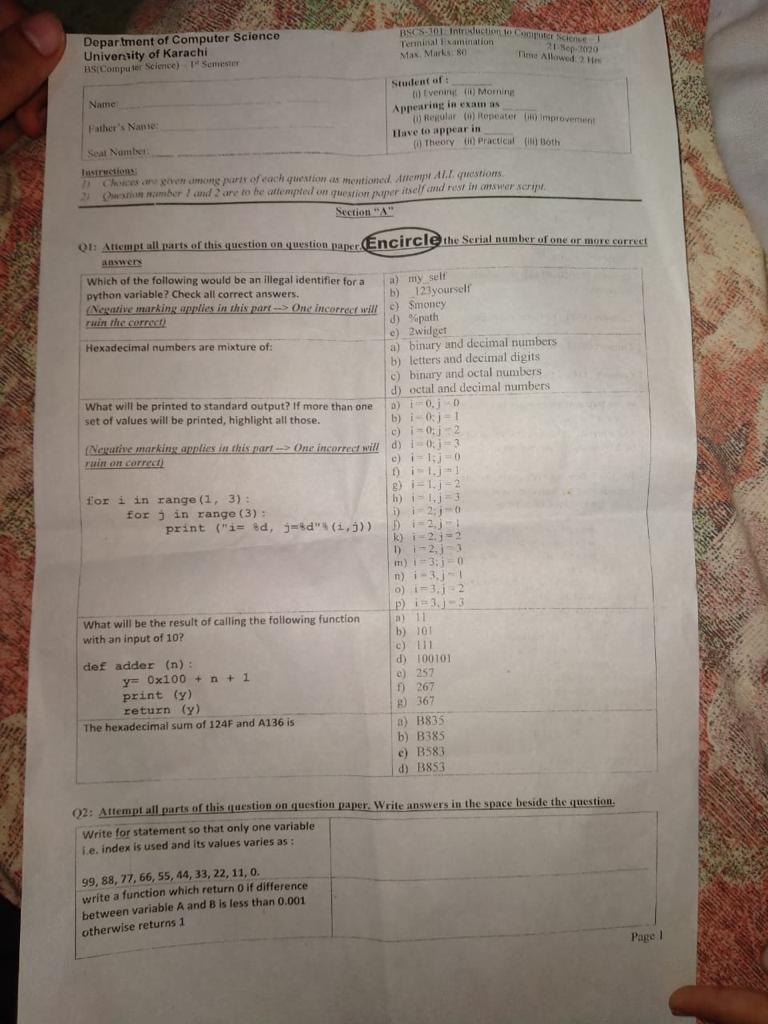 Department of Computer Science
University of Karachi
BS(Computer Science) – 1st Semester
BSCS-301: Introduction to Computer Science – I
Terminal Examination 21-Sep-2020
Max. Marks: 80 Time Allowed: 2 Hrs
Name:
Father's Name:
Seat Number:
Student of :
(i) Evening (ii) Morning
Appearing in exam as
(i) Regular (ii) Repeater (iii) Improvement
Have to appear in
(i) Theory (ii) Practical (iii) Both
Instructions:
1) Choices are given among parts of each question as mentioned. Attempt ALL questions.
2) Question number 1 and 2 are to be attempted on question paper itself and rest in answer script.
Section "A"
Q1: Attempt all parts of this question on question paper. Encircle the Serial number of one or more correct
answers
Which of the following would be an illegal identifier for a
python variable? Check all correct answers.
(Negative marking applies in this part --> One incorrect will
ruin the correct)
a) my_self
b) 123yourself
c) $money
d) %path
e) 2widget
Hexadecimal numbers are mixture of:
a) binary and decimal numbers
b) letters and decimal digits
c) binary and octal numbers
d) octal and decimal numbers
What will be printed to standard output? If more than one
set of values will be printed, highlight all those.
(Negative marking applies in this part --> One incorrect will
ruin on correct)
for i in range(1, 3):
for j in range(3):
print ("i= %d, j=%d"%(i,j))
a) i=0, j=0
b) i=0; j=1
c) i=0; j=2
d) i=0; j=3
e) i=1; j=0
f) i=1, j=1
g) i=1, j=2
h) i=1, j=3
i) i=2; j=0
j) i=2, j=1
k) i=2, j=2
l) i=2, j=3
m) i=3; j=0
n) i=3, j=1
o) i=3, j=2
p) i=3, j=3
What will be the result of calling the following function
with an input of 10?
def adder (n):
y= 0x100 + n + 1
print (y)
return (y)
a) 11
b) 101
c) 111
d) 100101
e) 257
f) 267
g) 367
The hexadecimal sum of 124F and A136 is
a) B835
b) B385
c) B583
d) B853
Q2: Attempt all parts of this question on question paper. Write answers in the space beside the question.
Write for statement so that only one variable
i.e. index is used and its values varies as :
99, 88, 77, 66, 55, 44, 33, 22, 11, 0.
write a function which return 0 if difference
between variable A and B is less than 0.001
otherwise returns 1
Page 1